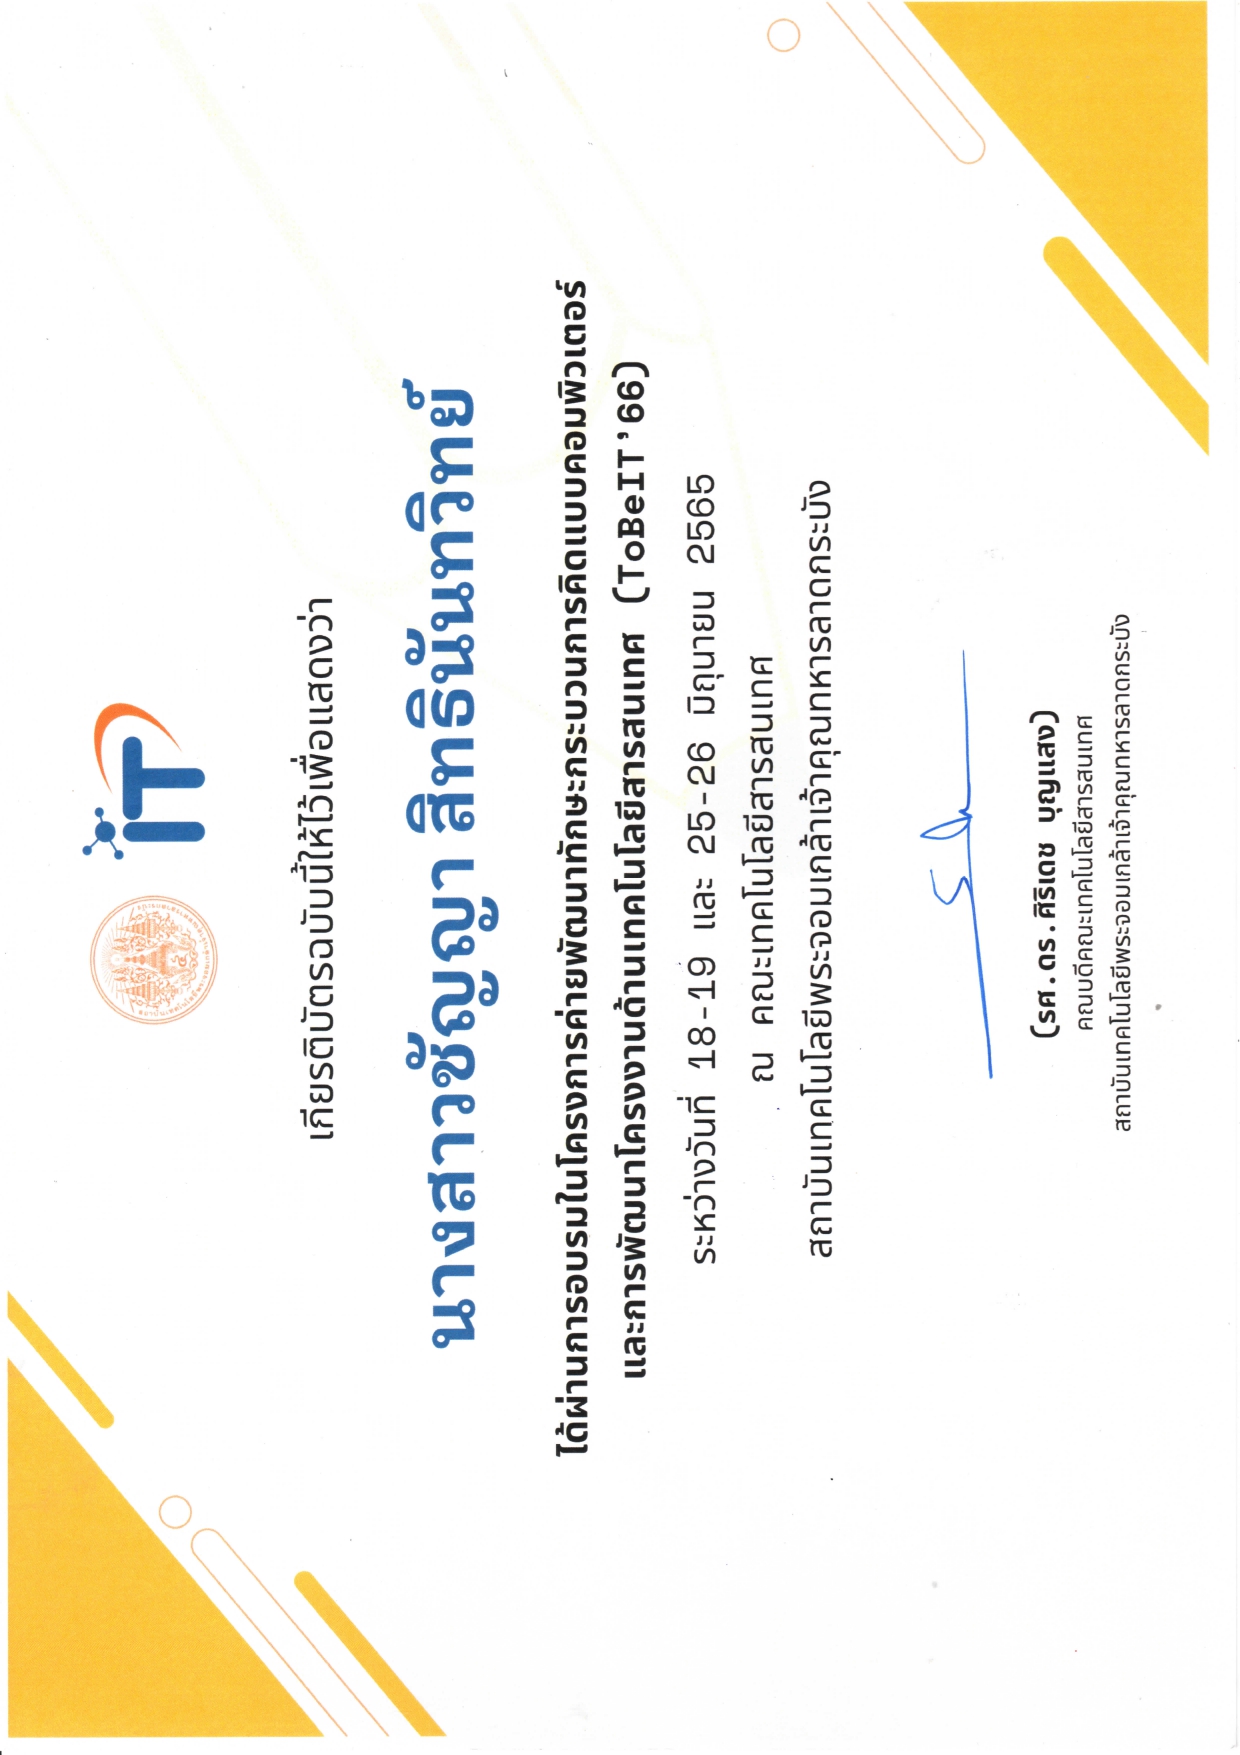 IT
เกียรติบัตรฉบับนี้ให้ไว้เพื่อแสดงว่า
นางสาวชัญญา สิทธินันทวิทย์
ได้ผ่านการอบรมในโครงการค่ายพัฒนาทักษะกระบวนการคิดแบบคอมพิวเตอร์
และการพัฒนาโครงงานด้านเทคโนโลยีสารสนเทศ (ToBeIT'66)
ระหว่างวันที่ 18-19 และ 25-26 มิถุนายน 2565
ณ คณะเทคโนโลยีสารสนเทศ
สถาบันเทคโนโลยีพระจอมเกล้าเจ้าคุณทหารลาดกระบัง
(รศ.ดร.ศิริเดช บุญแสง)
คณบดีคณะเทคโนโลยีสารสนเทศ
สถาบันเทคโนโลยีพระจอมเกล้าเจ้าคุณทหารลาดกระบัง